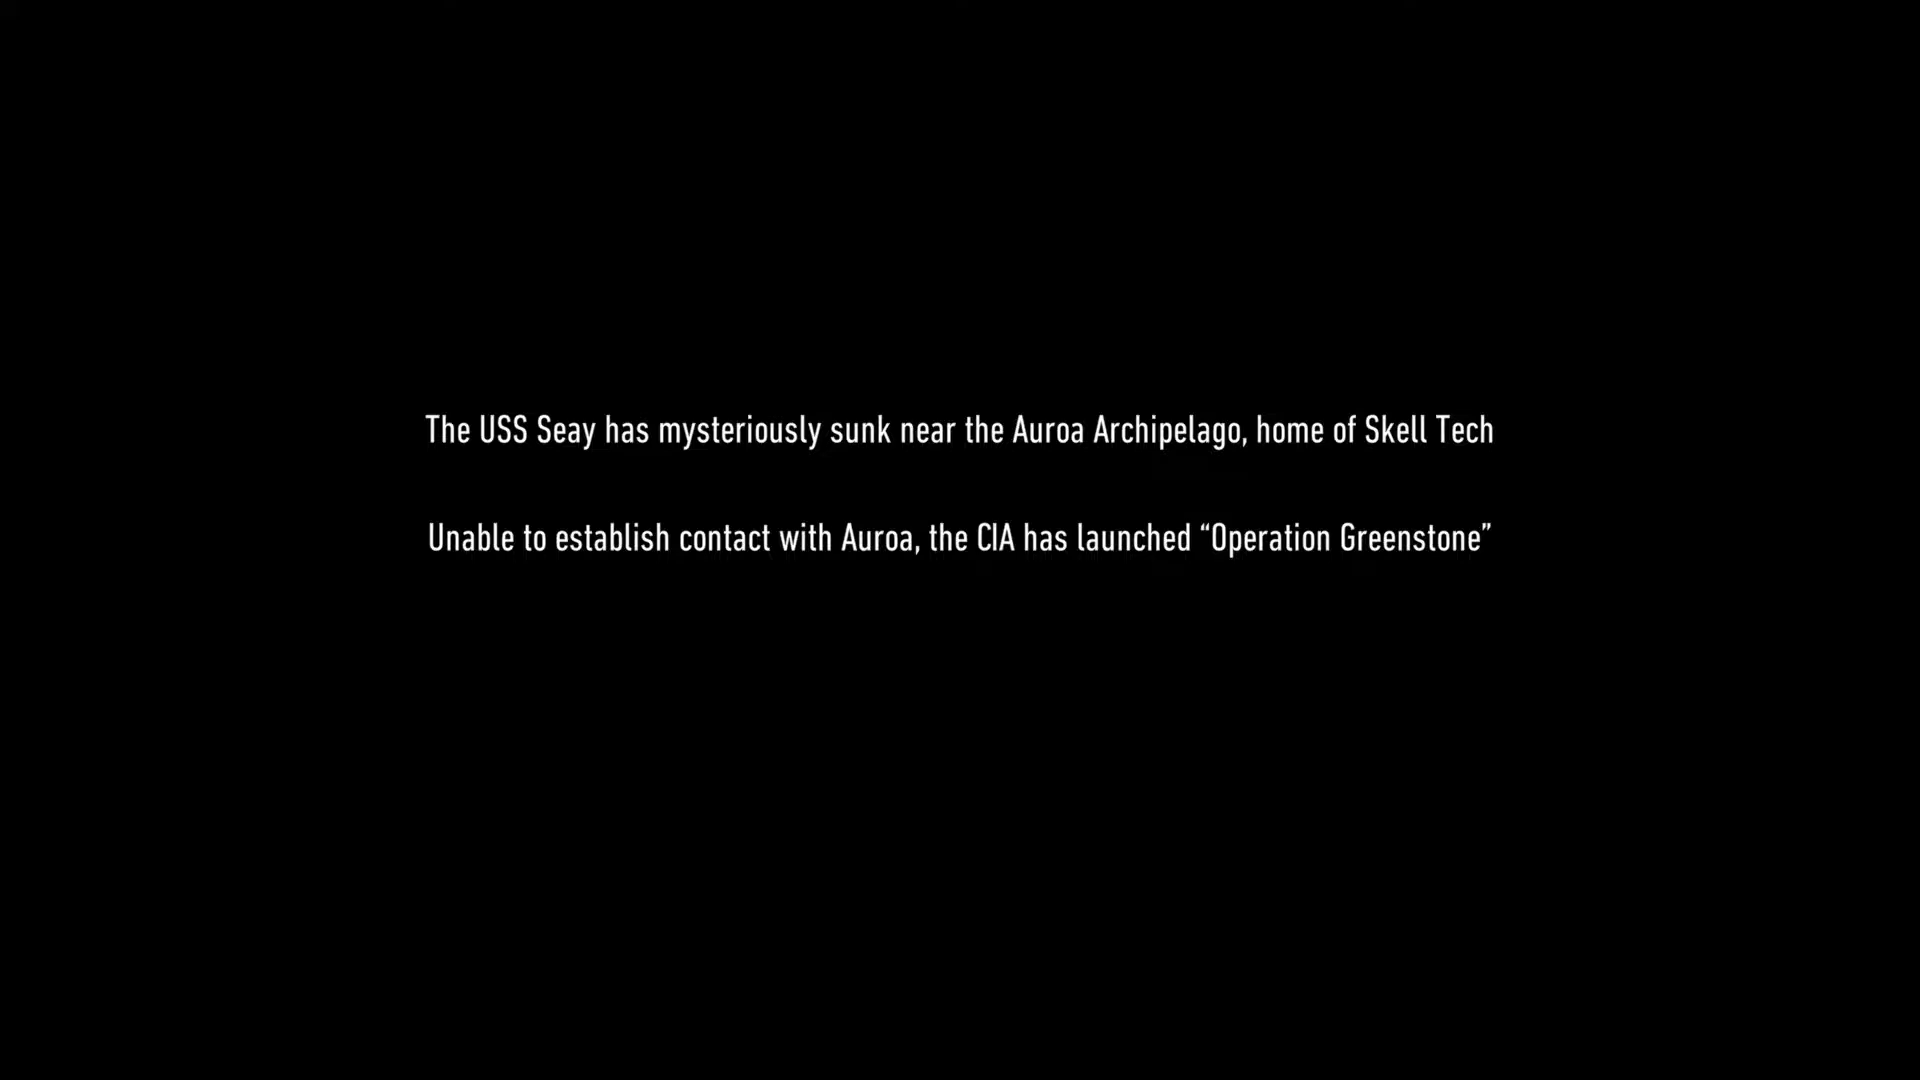 The USS Seay has mysteriously sunk near the Auroa Archipelago, home of Skell Tech
Unable to establish contact with Auroa, the CIA has launched “Operation Greenstone”